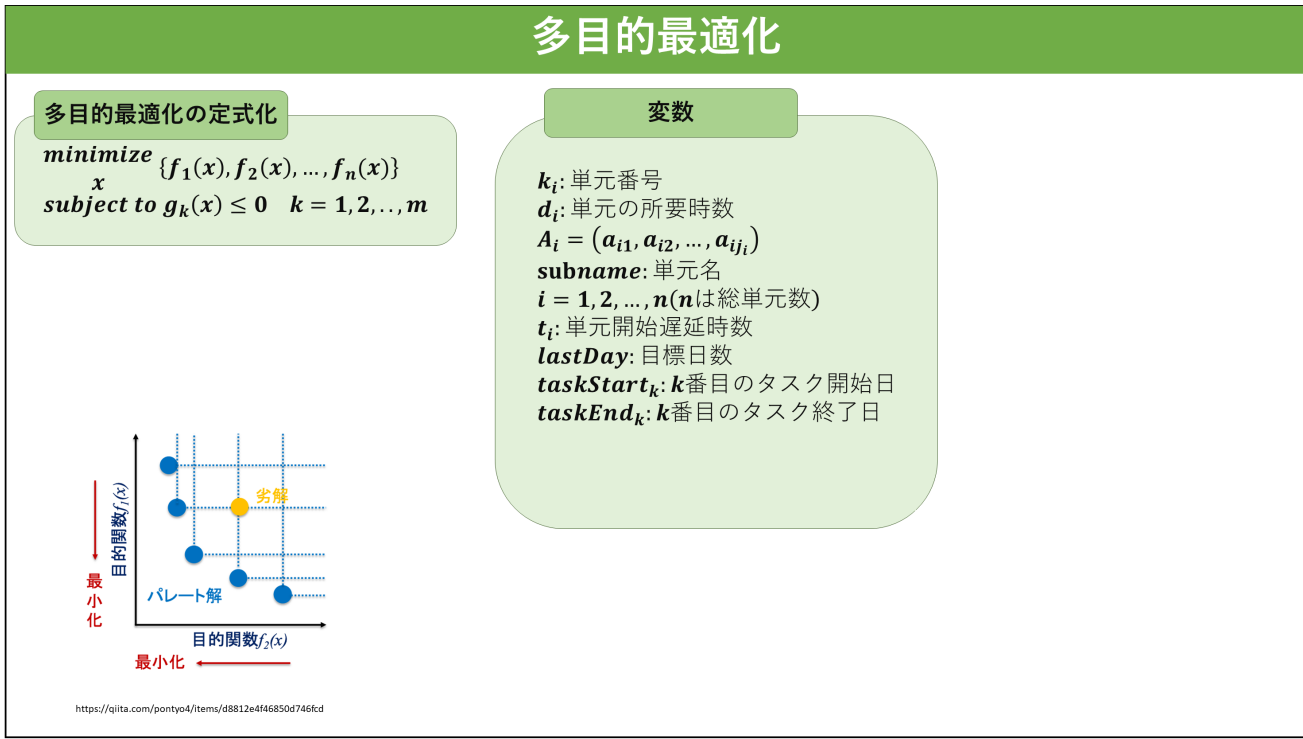 多目的最適化
多目的最適化の定式化
minimize {f₁(x), f₂(x), … , fₙ(x)}
x
subject to gₖ(x) ≤ 0 k = 1, 2, . . , m
変数
kᵢ: 単元番号
dᵢ: 単元の所要時数
Aᵢ = (aᵢ₁, aᵢ₂, … , a_{ij_i})
subname: 単元名
i = 1, 2, … , n(nは総単元数)
tᵢ: 単元開始遅延時数
lastDay: 目標日数
taskStartₖ: k番目のタスク開始日
taskEndₖ: k番目のタスク終了日
目的関数f₁(x)
最小化
劣解
パレート解
目的関数f₂(x)
最小化
https://qiita.com/pontyo4/items/d8812e4f46850d746fcd